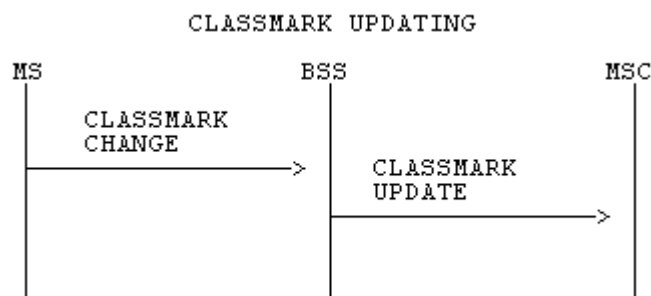 CLASSMARK UPDATING
MS BSS MSC
CLASSMARK
CHANGE
CLASSMARK
UPDATE